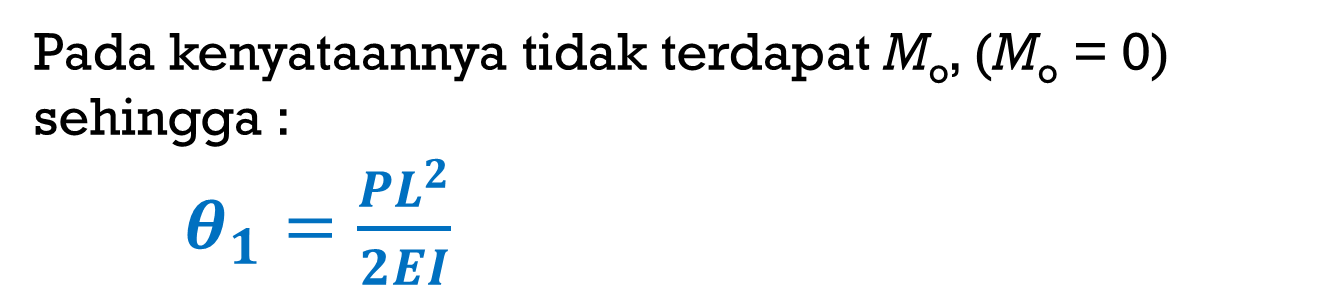 Pada kenyataannya tidak terdapat Mₒ, (Mₒ = 0)
sehingga :
θ₁ = PL²/2EI